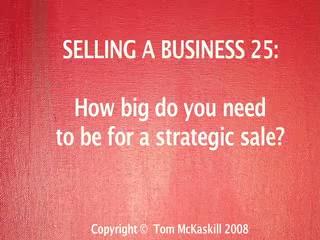 SELLING A BUSINESS 25:
How big do you need
to be for a strategic sale?
Copyright © Tom McKaskill 2008